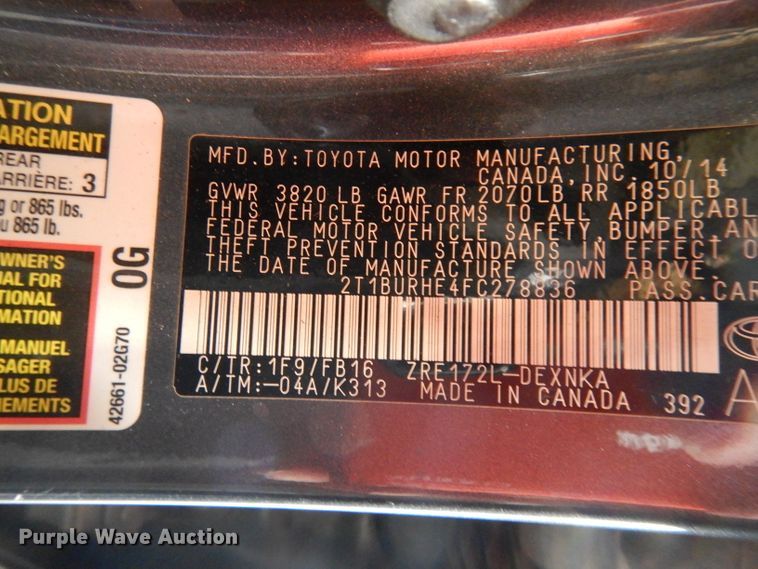 ATION
ARGEMENT
REAR
ARRIÈRE: 3
g or 865 lbs.
u 865 lb.
OWNER'S
AL FOR
TIONAL
MATION
MANUEL
SAGER
LUS DE
EMENTS
42661-02G70 0G
MFD.BY:TOYOTA MOTOR MANUFACTURING,
CANADA,INC. 10/14
GVWR 3820 LB GAWR FR 2070LB RR 1850LB
THIS VEHICLE CONFORMS TO ALL APPLICABL
FEDERAL MOTOR VEHICLE SAFETY,BUMPER AN
THEFT PREVENTION STANDARDS IN EFFECT O
THE DATE OF MANUFACTURE SHOWN ABOVE.
2T1BURHE4FC278836 PASS.CAR
C/TR:1F9/FB16 ZRE172L-DEXNKA
A/TM:-04A/K313 MADE IN CANADA 392
A
Purple Wave Auction